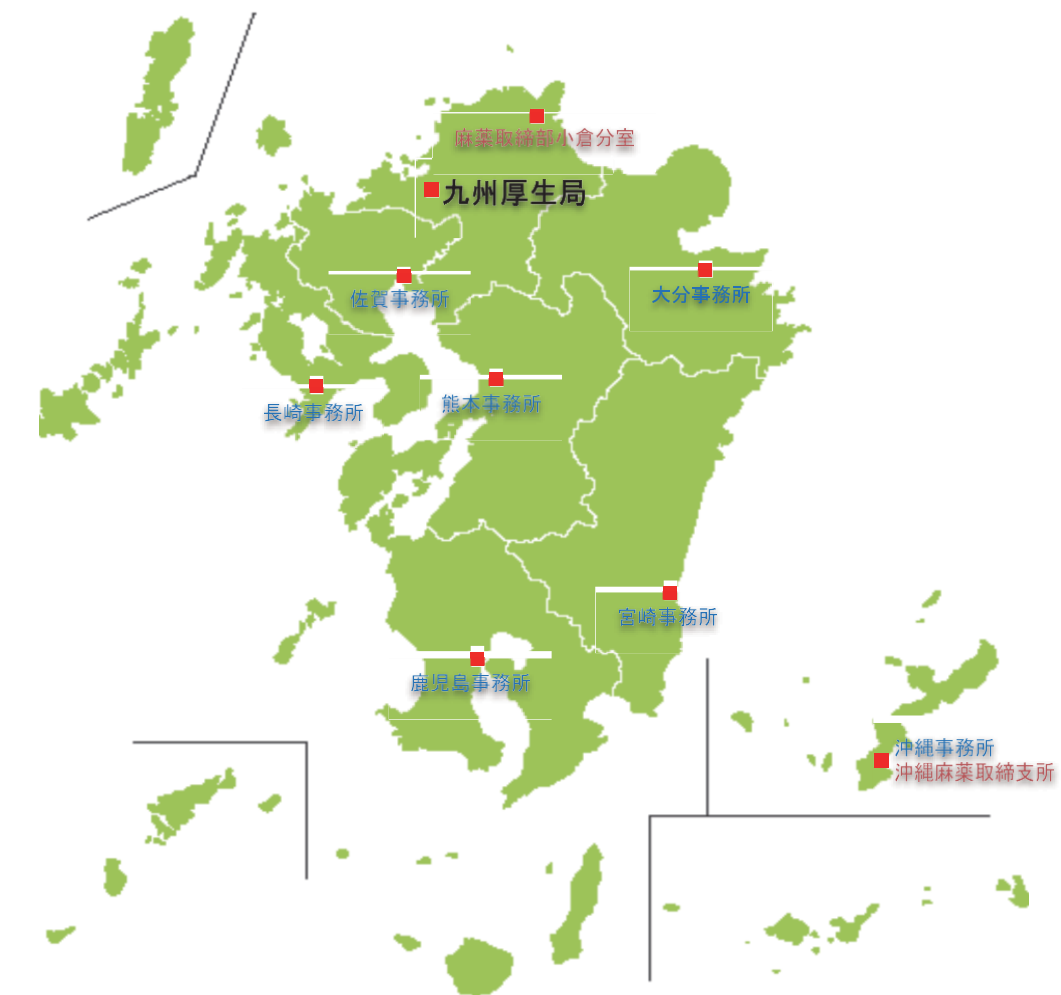 麻薬取締部小倉分室
九州厚生局
佐賀事務所
大分事務所
長崎事務所
熊本事務所
宮崎事務所
鹿児島事務所
沖縄事務所
沖縄麻薬取締支所